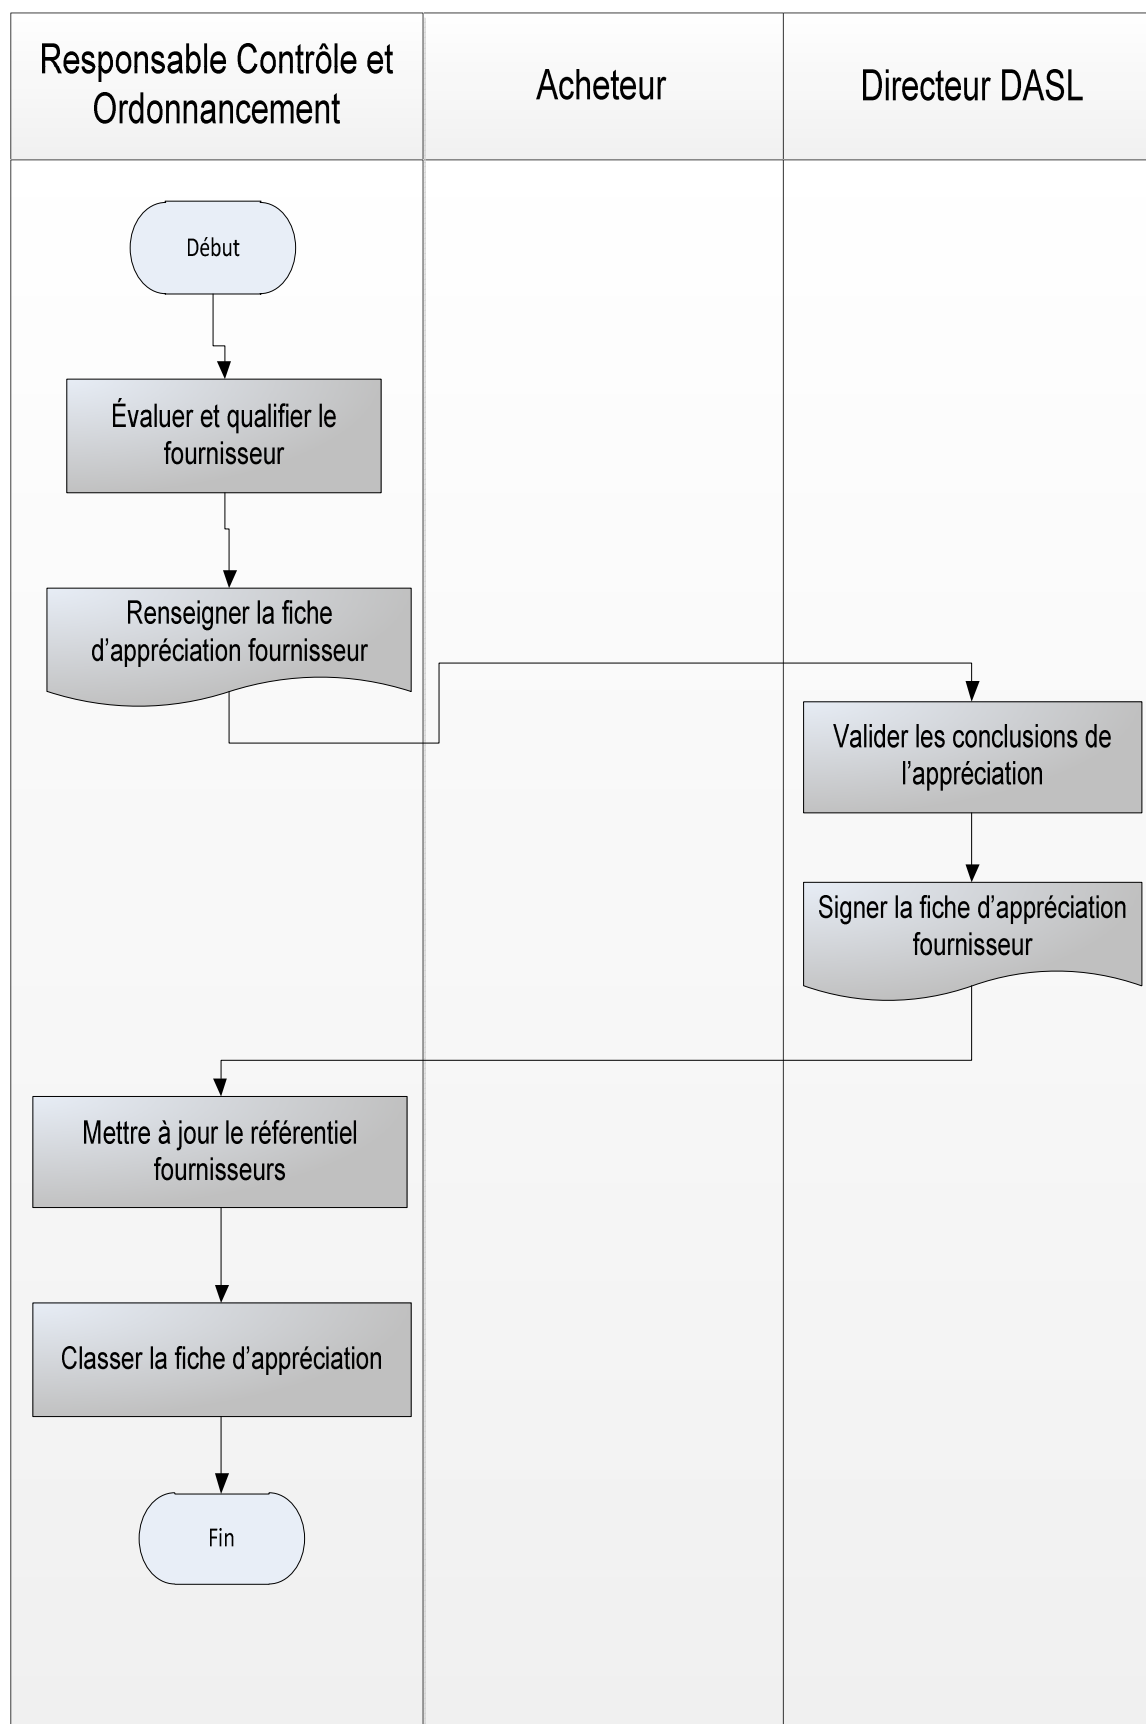 Responsable Contrôle et
Ordonnancement
Acheteur
Directeur DASL
Début
Évaluer et qualifier le
fournisseur
Renseigner la fiche
d’appréciation fournisseur
Valider les conclusions de
l’appréciation
Signer la fiche d’appréciation
fournisseur
Mettre à jour le référentiel
fournisseurs
Classer la fiche d’appréciation
Fin